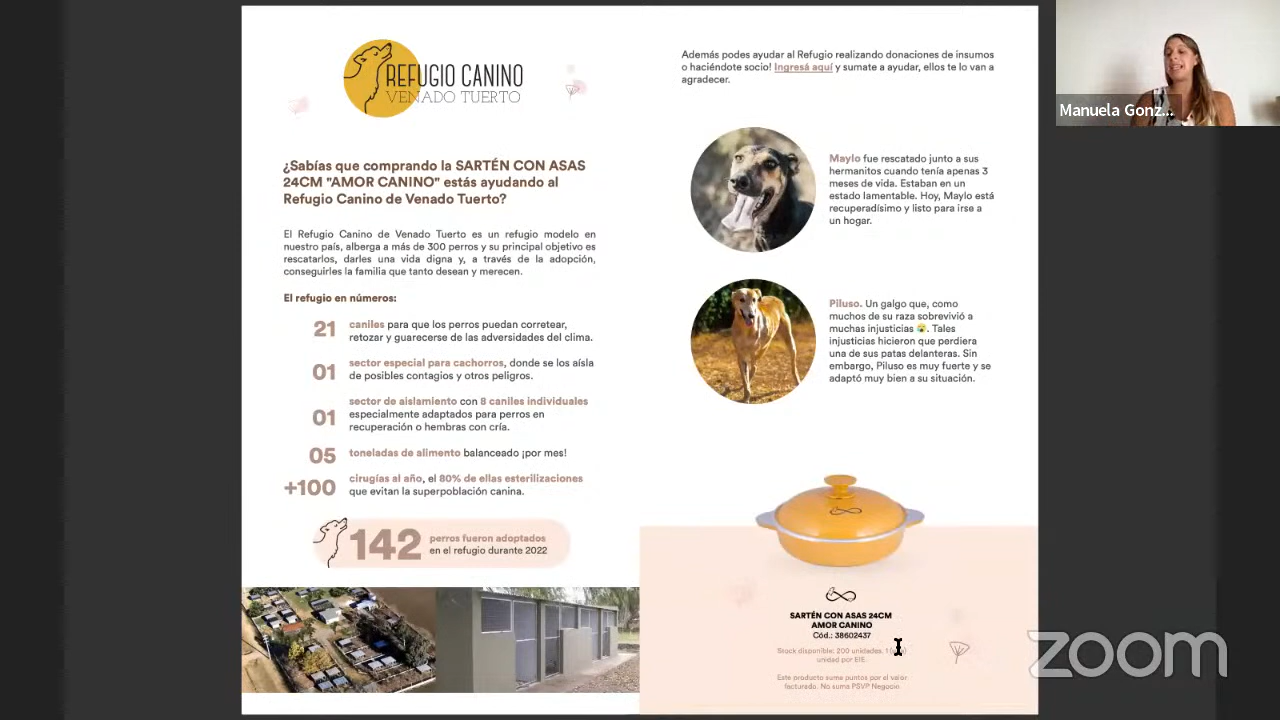 REFUGIO CANINO
VENADO TUERTO
¿Sabías que comprando la SARTÉN CON ASAS
24CM "AMOR CANINO" estás ayudando al
Refugio Canino de Venado Tuerto?
El Refugio Canino de Venado Tuerto es un refugio modelo en
nuestro país, alberga a más de 300 perros y su principal objetivo es
rescatarlos, darles una vida digna y, a través de la adopción,
conseguirles la familia que tanto desean y merecen.
El refugio en números:
21 caniles para que los perros puedan corretear,
retozar y guarecerse de las adversidades del clima.
01 sector especial para cachorros, donde se los aísla
de posibles contagios y otros peligros.
01 sector de aislamiento con 8 caniles individuales
especialmente adaptados para perros en
recuperación o hembras con cría.
05 toneladas de alimento balanceado ¡por mes!
+100 cirugías al año, el 80% de ellas esterilizaciones
que evitan la superpoblación canina.
142 perros fueron adoptados
en el refugio durante 2022
Además podes ayudar al Refugio realizando donaciones de insumos
o haciéndote socio! Ingresá aquí y sumate a ayudar, ellos te lo van a
agradecer.
Maylo fue rescatado junto a sus
hermanitos cuando tenía apenas 3
meses de vida. Estaban en un
estado lamentable. Hoy, Maylo está
recuperadísimo y listo para irse a
un hogar.
Piluso. Un galgo que, como
muchos de su raza sobrevivió a
muchas injusticias 😭. Tales
injusticias hicieron que perdiera
una de sus patas delanteras. Sin
embargo, Piluso es muy fuerte y se
adaptó muy bien a su situación.
SARTÉN CON ASAS 24CM
AMOR CANINO
Cód.: 38602437
Stock disponible: 200 unidades, 1
unidad por E/E.
Este producto suma puntos por el valor
facturado. No suma PSVP Negocio
Manuela Gonz...
zoom